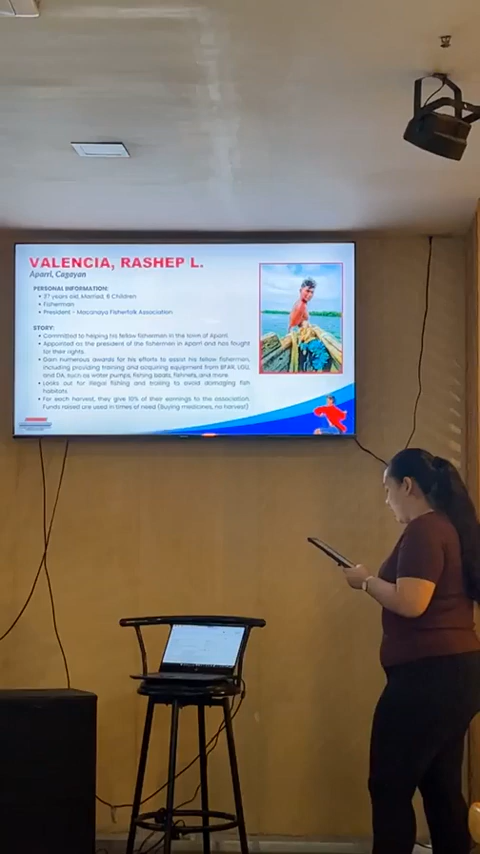 VALENCIA, RASHEP L.
Aparri, Cagayan
PERSONAL INFORMATION:
• 37 years old, Married, 6 Children
• Fisherman
• President - Macanaya Fisherfolk Association
STORY:
• Committed to helping his fellow fishermen in the town of Aparri
• Appointed as the president of the fishermen in Aparri and has fought
for their rights.
• Gain numerous awards for his efforts to assist his fellow fishermen,
including providing training and acquiring equipment from BFAR, LGU,
and DA, such as water pumps, fishing boats, fishnets, and more.
• Looks out for illegal fishing and trolling to avoid damaging fish
habitats.
• For each harvest, they give 10% of their earnings to the association.
Funds raised are used in times of need (Buying medicines, no harvest)